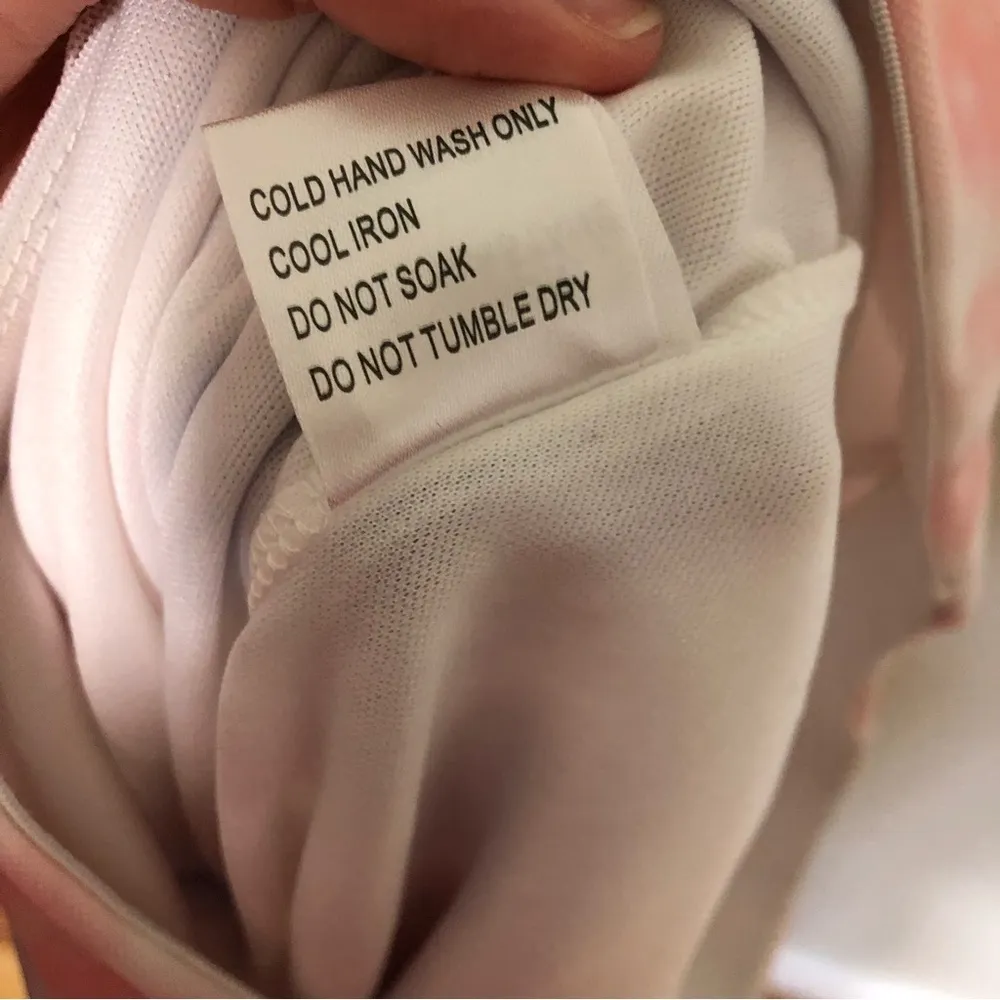 COLD HAND WASH ONLY
COOL IRON
DO NOT SOAK
DO NOT TUMBLE DRY